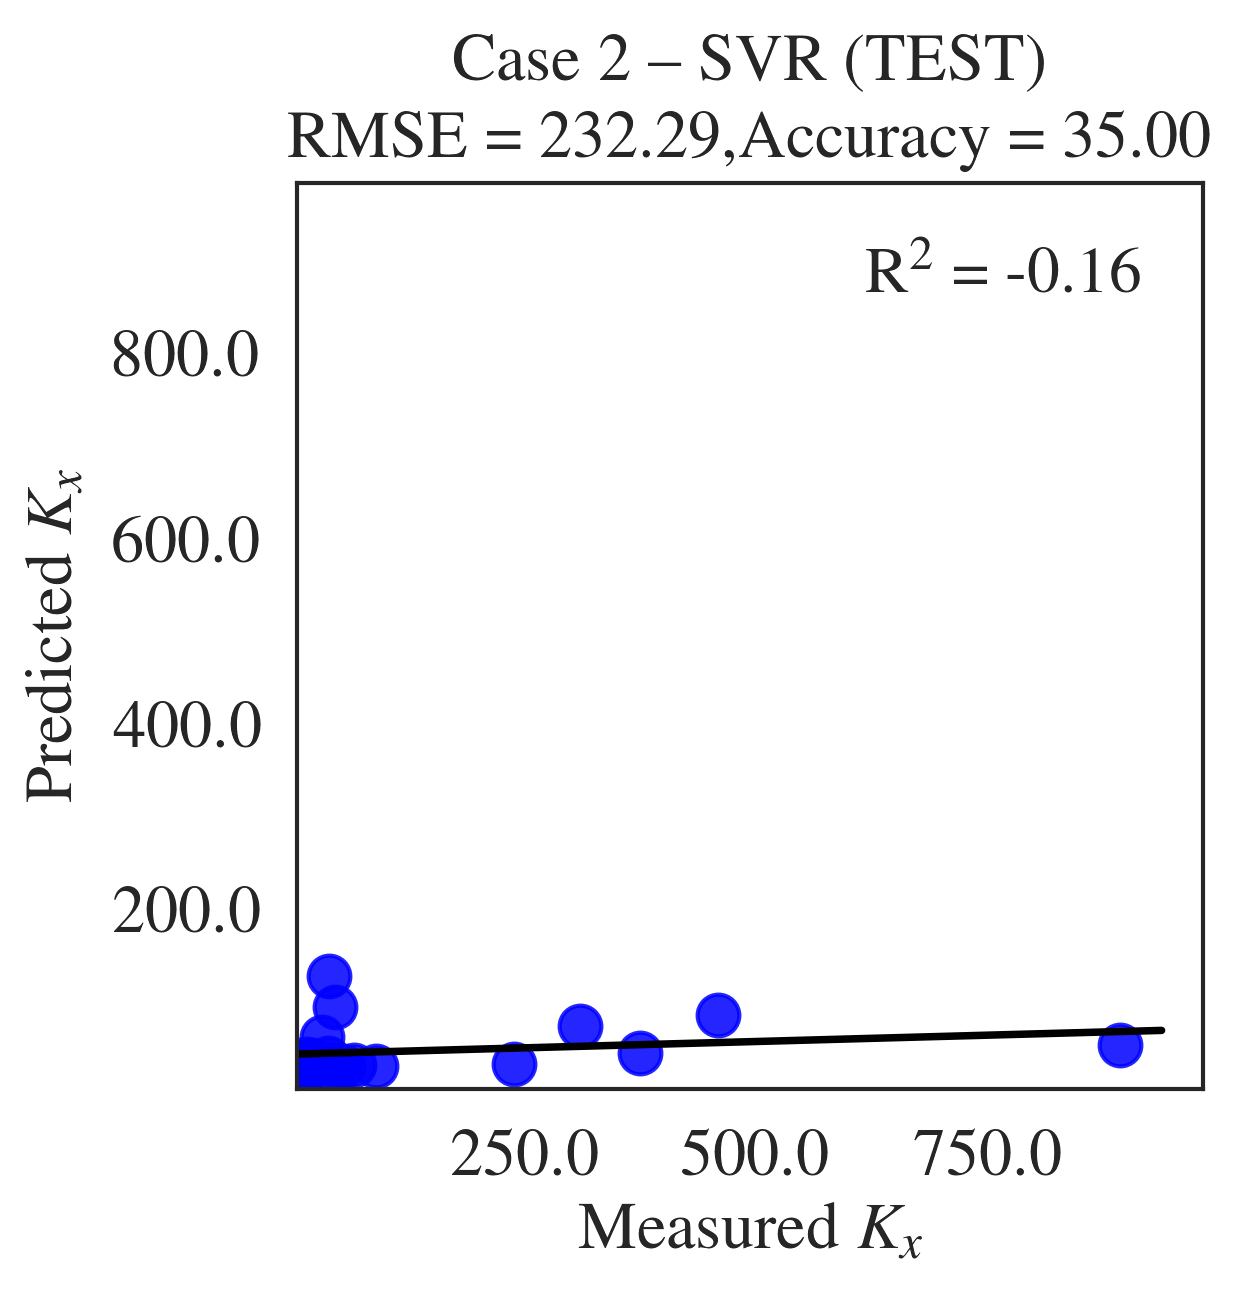 Case 2 – SVR (TEST)
RMSE = 232.29,Accuracy = 35.00
R² = -0.16
800.0
600.0
400.0
200.0
Predicted Kₓ
250.0 500.0 750.0
Measured Kₓ